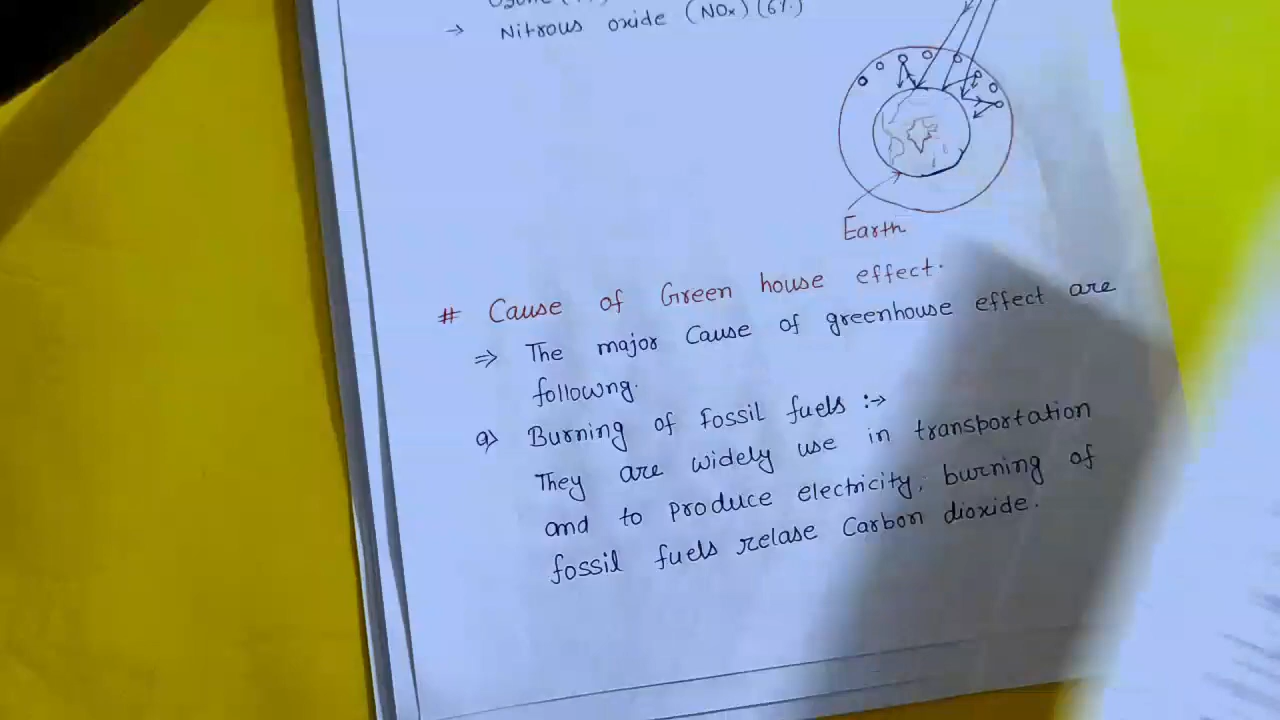 → Nitrous oxide (NOx) (6%)
Earth
# Cause of Green house effect.
⇒ The major Cause of greenhouse effect are
followng.
a> Burning of fossil fuels :→
They are widely use in transportation
and to produce electricity, burning of
fossil fuels relase Carbon dioxide.